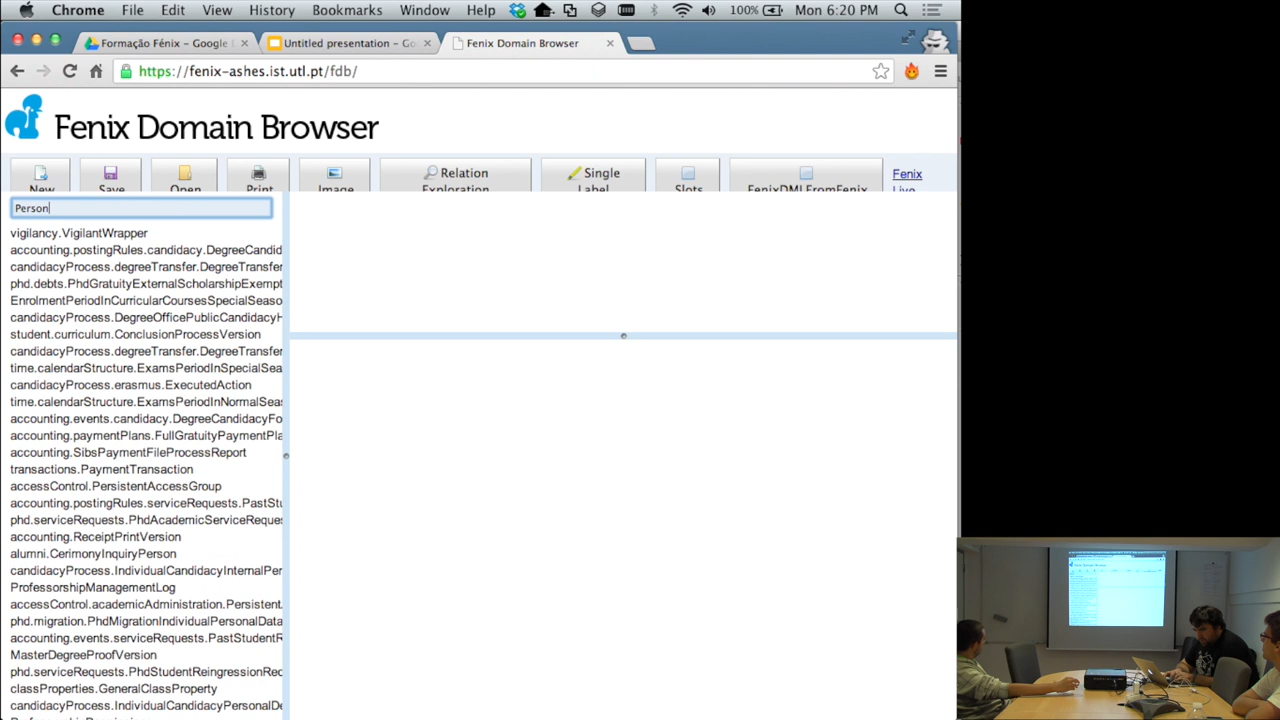 Chrome File Edit View History Bookmarks Window Help 100% Mon 6:20 PM
Formação Fénix – Google D Untitled presentation – Go Fenix Domain Browser
https://fenix-ashes.ist.utl.pt/fdb/
Fenix Domain Browser
New Save Open Print Image Relation Exploration Single Label Slots FenixDMLFromFenix Fenix Live
Person
vigilancy.VigilantWrapper
accounting.postingRules.candidacy.DegreeCandid
candidacyProcess.degreeTransfer.DegreeTransfer
phd.debts.PhdGratuityExternalScholarshipExempt
EnrolmentPeriodInCurricularCoursesSpecialSeaso
candidacyProcess.DegreeOfficePublicCandidacyH
student.curriculum.ConclusionProcessVersion
candidacyProcess.degreeTransfer.DegreeTransfer
time.calendarStructure.ExamsPeriodInSpecialSea
candidacyProcess.erasmus.ExecutedAction
time.calendarStructure.ExamsPeriodInNormalSeas
accounting.events.candidacy.DegreeCandidacyFo
accounting.paymentPlans.FullGratuityPaymentPla
accounting.SibsPaymentFileProcessReport
transactions.PaymentTransaction
accessControl.PersistentAccessGroup
accounting.postingRules.serviceRequests.PastStu
phd.serviceRequests.PhdAcademicServiceReques
accounting.ReceiptPrintVersion
alumni.CerimonyInquiryPerson
candidacyProcess.IndividualCandidacyInternalPer
ProfessorshipManagementLog
accessControl.academicAdministration.Persistent
phd.migration.PhdMigrationIndividualPersonalData
accounting.events.serviceRequests.PastStudentR
MasterDegreeProofVersion
phd.serviceRequests.PhdStudentReingressionReq
classProperties.GeneralClassProperty
candidacyProcess.IndividualCandidacyPersonalDe